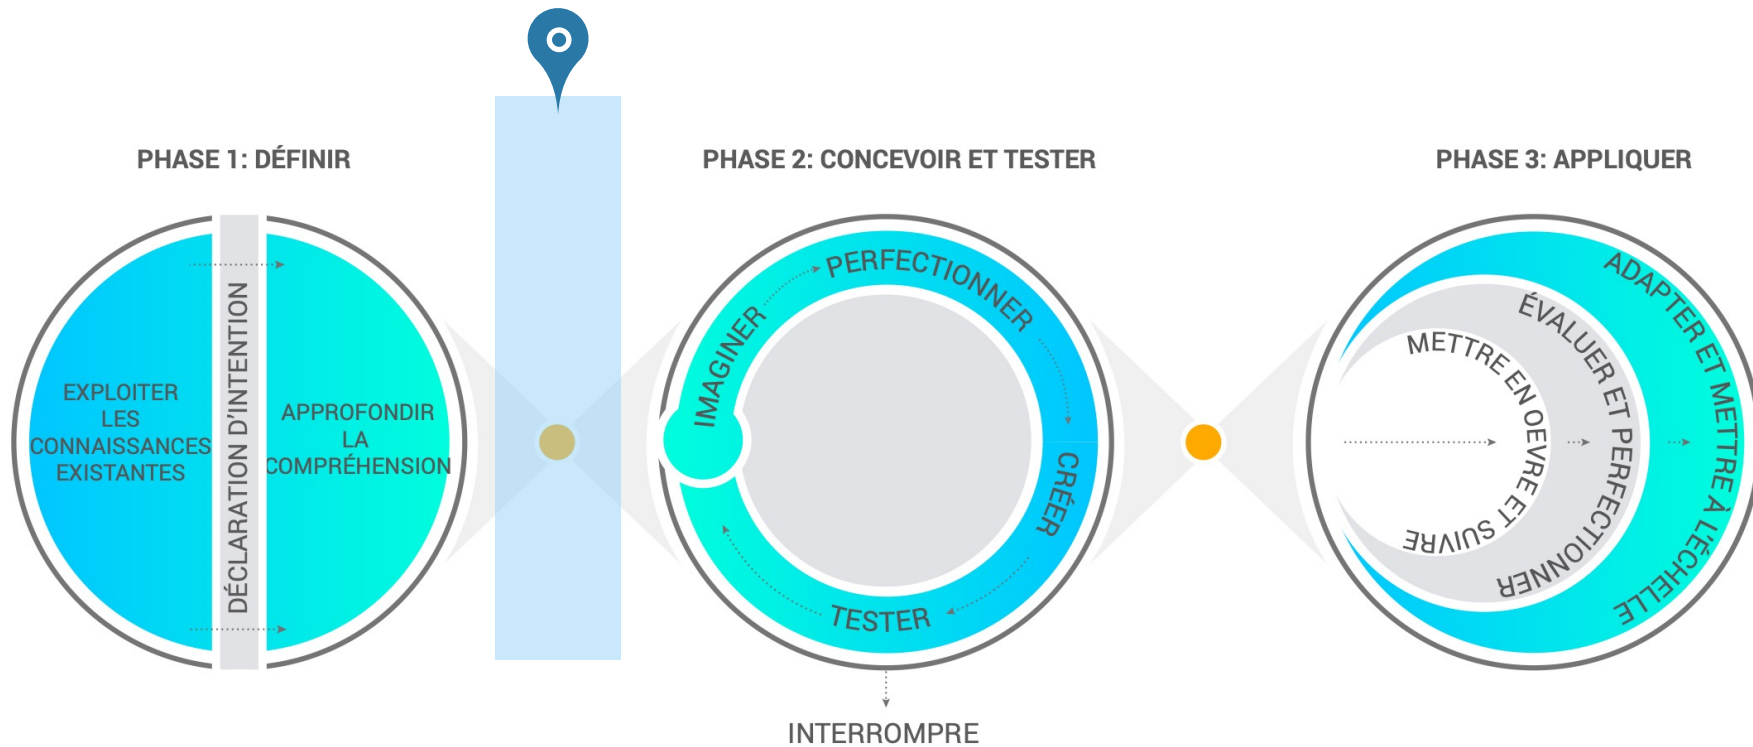 PHASE 1: DÉFINIR
PHASE 2: CONCEVOIR ET TESTER
PHASE 3: APPLIQUER
EXPLOITER
LES
CONNAISSANCES
EXISTANTES
DÉCLARATION D'INTENTION
APPROFONDIR
LA
COMPRÉHENSION
IMAGINER
PERFECTIONNER
CRÉER
TESTER
INTERROMPRE
METTRE EN OEVRE ET SUIVRE
ÉVALUER ET PERFECTIONNER
ADAPTER ET METTRE À L'ÉCHELLE